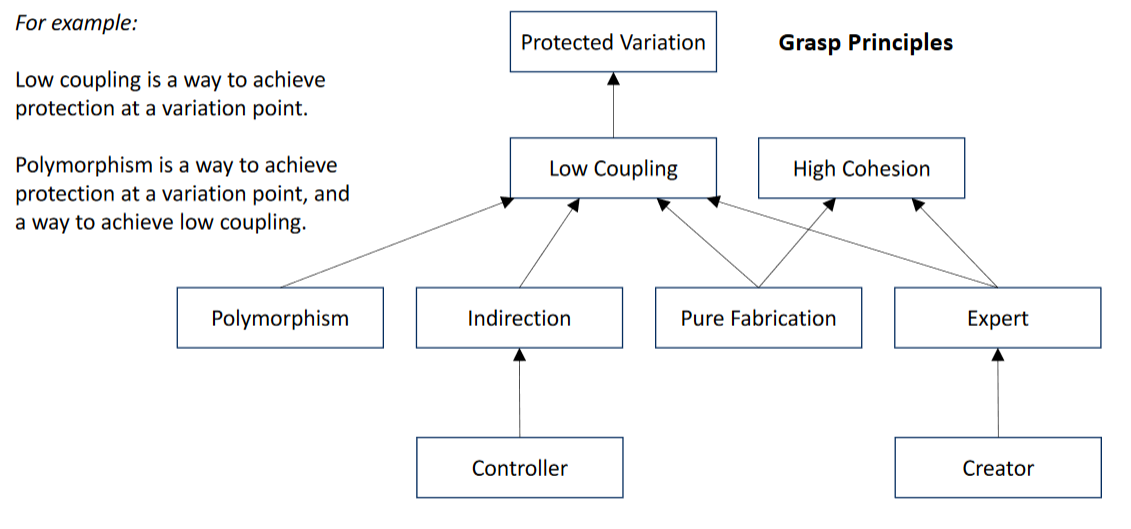 For example:
Protected Variation
Grasp Principles
Low coupling is a way to achieve
protection at a variation point.
Low Coupling
High Cohesion
Polymorphism is a way to achieve
protection at a variation point, and
a way to achieve low coupling.
Polymorphism
Indirection
Pure Fabrication
Expert
Controller
Creator